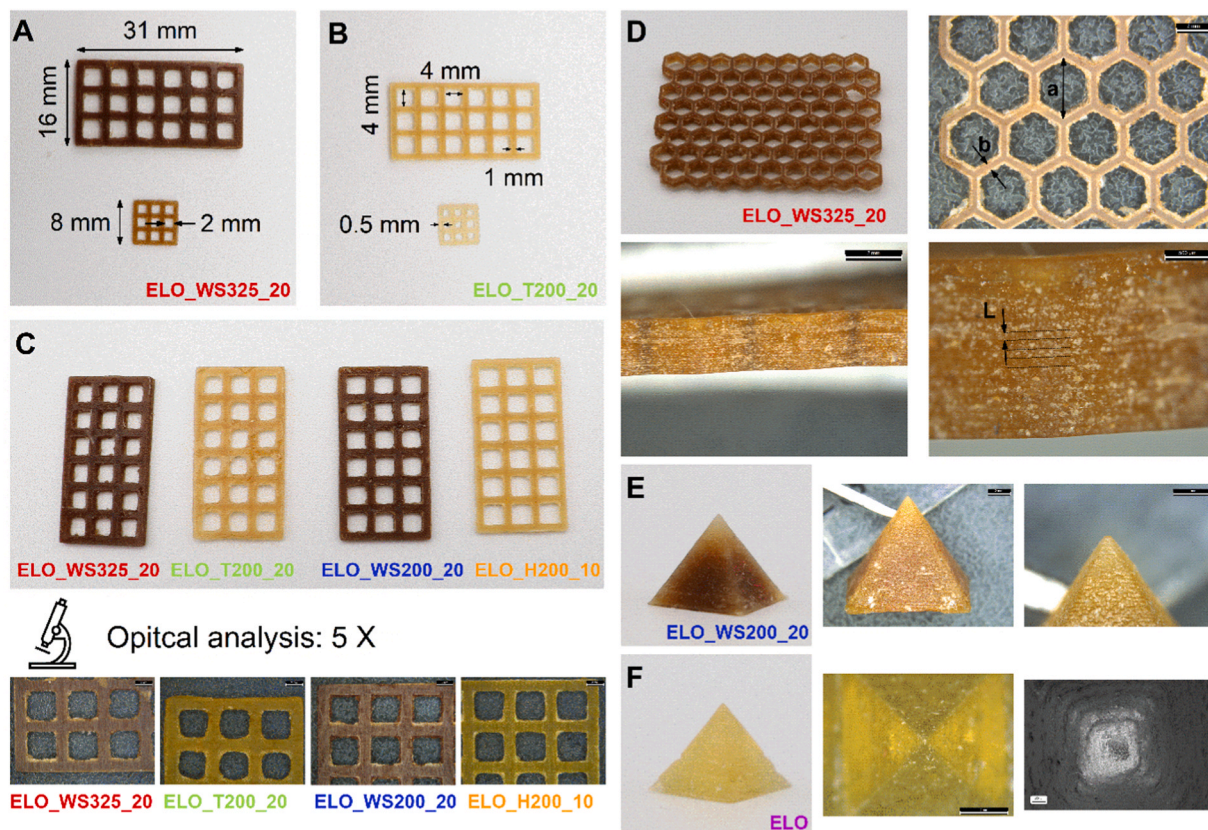 A
31 mm
16 mm
8 mm
2 mm
ELO_WS325_20
B
4 mm
4 mm
1 mm
0.5 mm
ELO_T200_20
C
ELO_WS325_20
ELO_T200_20
ELO_WS200_20
ELO_H200_10
Opitcal analysis: 5 X
ELO_WS325_20
ELO_T200_20
ELO_WS200_20
ELO_H200_10
D
ELO_WS325_20
a
b
L
E
ELO_WS200_20
F
ELO